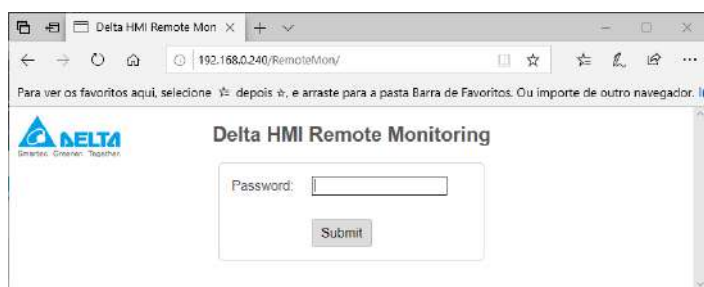 Delta HMI Remote Mon
192.168.0.240/RemoteMon/
Para ver os favoritos aqui, selecione depois ☆, e arraste para a pasta Barra de Favoritos. Ou importe de outro navegador.
DELTA
Smarter. Greener. Together.
Delta HMI Remote Monitoring
Password:
Submit